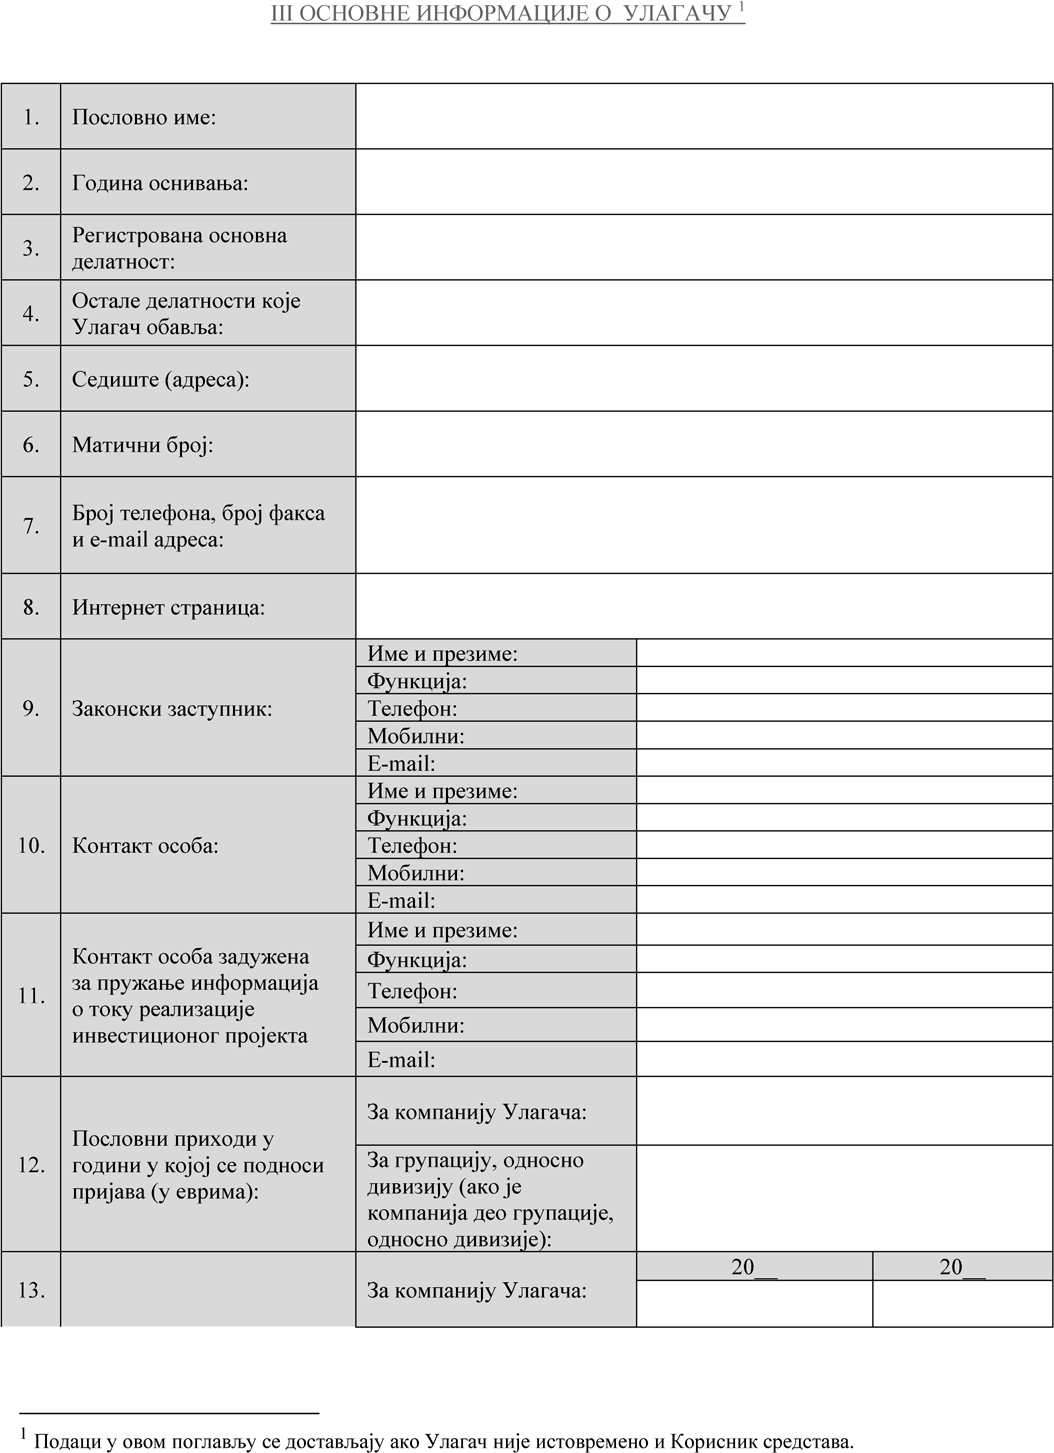 III ОСНОВНЕ ИНФОРМАЦИЈЕ О УЛАГАЧУ 1
1. Пословно име:
2. Година оснивања:
3. Регистрована основна
делатност:
4. Остале делатности које
Улагач обавља:
5. Седиште (адреса):
6. Матични број:
7. Број телефона, број факса
и e-mail адреса:
8. Интернет страница:
9. Законски заступник:
Име и презиме:
Функција:
Телефон:
Мобилни:
E-mail:
10. Контакт особа:
Име и презиме:
Функција:
Телефон:
Мобилни:
E-mail:
11. Контакт особа задужена
за пружање информација
о току реализације
инвестиционог пројекта
Име и презиме:
Функција:
Телефон:
Мобилни:
E-mail:
12. Пословни приходи у
години у којој се подноси
пријава (у еврима):
За компанију Улагача:
За групацију, односно
дивизију (ако је
компанија део групације,
односно дивизије):
13. За компанију Улагача:
20__ 20__
1 Подаци у овом поглављу се достављају ако Улагач није истовремено и Корисник средстава.